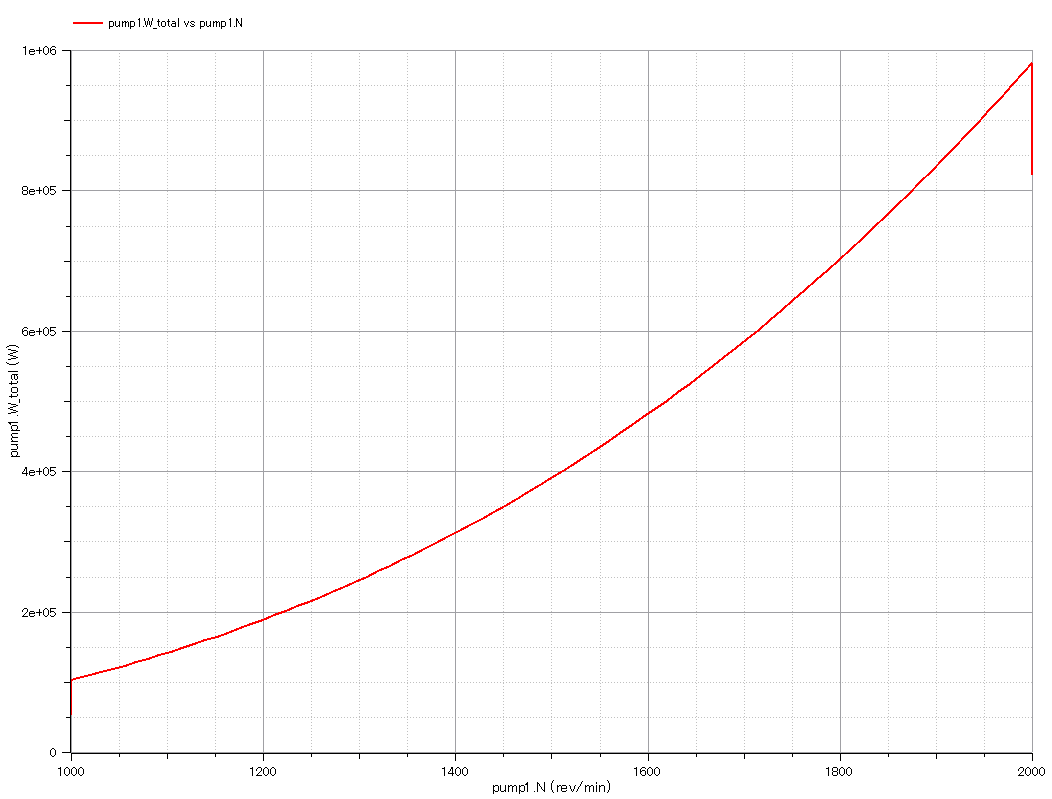 pump1.W_total vs pump1.N
1e+06
8e+05
6e+05
4e+05
2e+05
0
pump1.W_total (W)
1000 1200 1400 1600 1800 2000
pump1.N (rev/min)